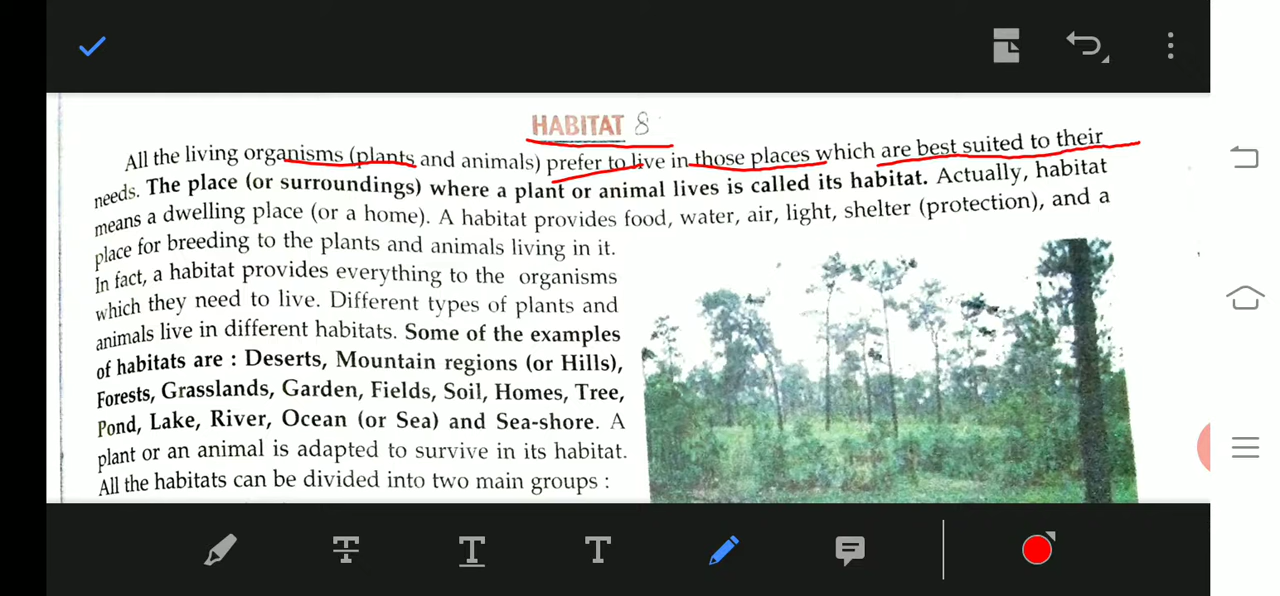 HABITAT 8
All the living organisms (plants and animals) prefer to live in those places which are best suited to their
needs. The place (or surroundings) where a plant or animal lives is called its habitat. Actually, habitat
means a dwelling place (or a home). A habitat provides food, water, air, light, shelter (protection), and a
place for breeding to the plants and animals living in it.
In fact, a habitat provides everything to the organisms
which they need to live. Different types of plants and
animals live in different habitats. Some of the examples
of habitats are : Deserts, Mountain regions (or Hills),
Forests, Grasslands, Garden, Fields, Soil, Homes, Tree,
Pond, Lake, River, Ocean (or Sea) and Sea-shore. A
plant or an animal is adapted to survive in its habitat.
All the habitats can be divided into two main groups :
T T T